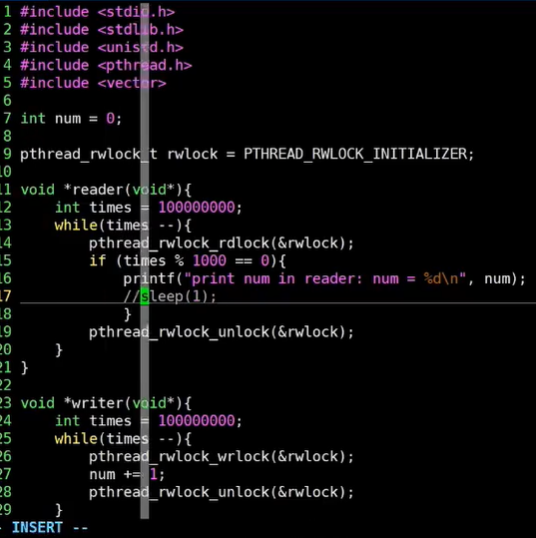 1 #include <stdio.h>
2 #include <stdlib.h>
3 #include <unistd.h>
4 #include <pthread.h>
5 #include <vector>
6
7 int num = 0;
8
9 pthread_rwlock_t rwlock = PTHREAD_RWLOCK_INITIALIZER;
10
11 void *reader(void*){
12     int times = 100000000;
13     while(times --){
14         pthread_rwlock_rdlock(&rwlock);
15         if (times % 1000 == 0){
16             printf("print num in reader: num = %d\n", num);
17             //sleep(1);
18             }
19         pthread_rwlock_unlock(&rwlock);
20     }
21 }
22
23 void *writer(void*){
24     int times = 100000000;
25     while(times --){
26         pthread_rwlock_wrlock(&rwlock);
27         num += 1;
28         pthread_rwlock_unlock(&rwlock);
29     }
- INSERT --